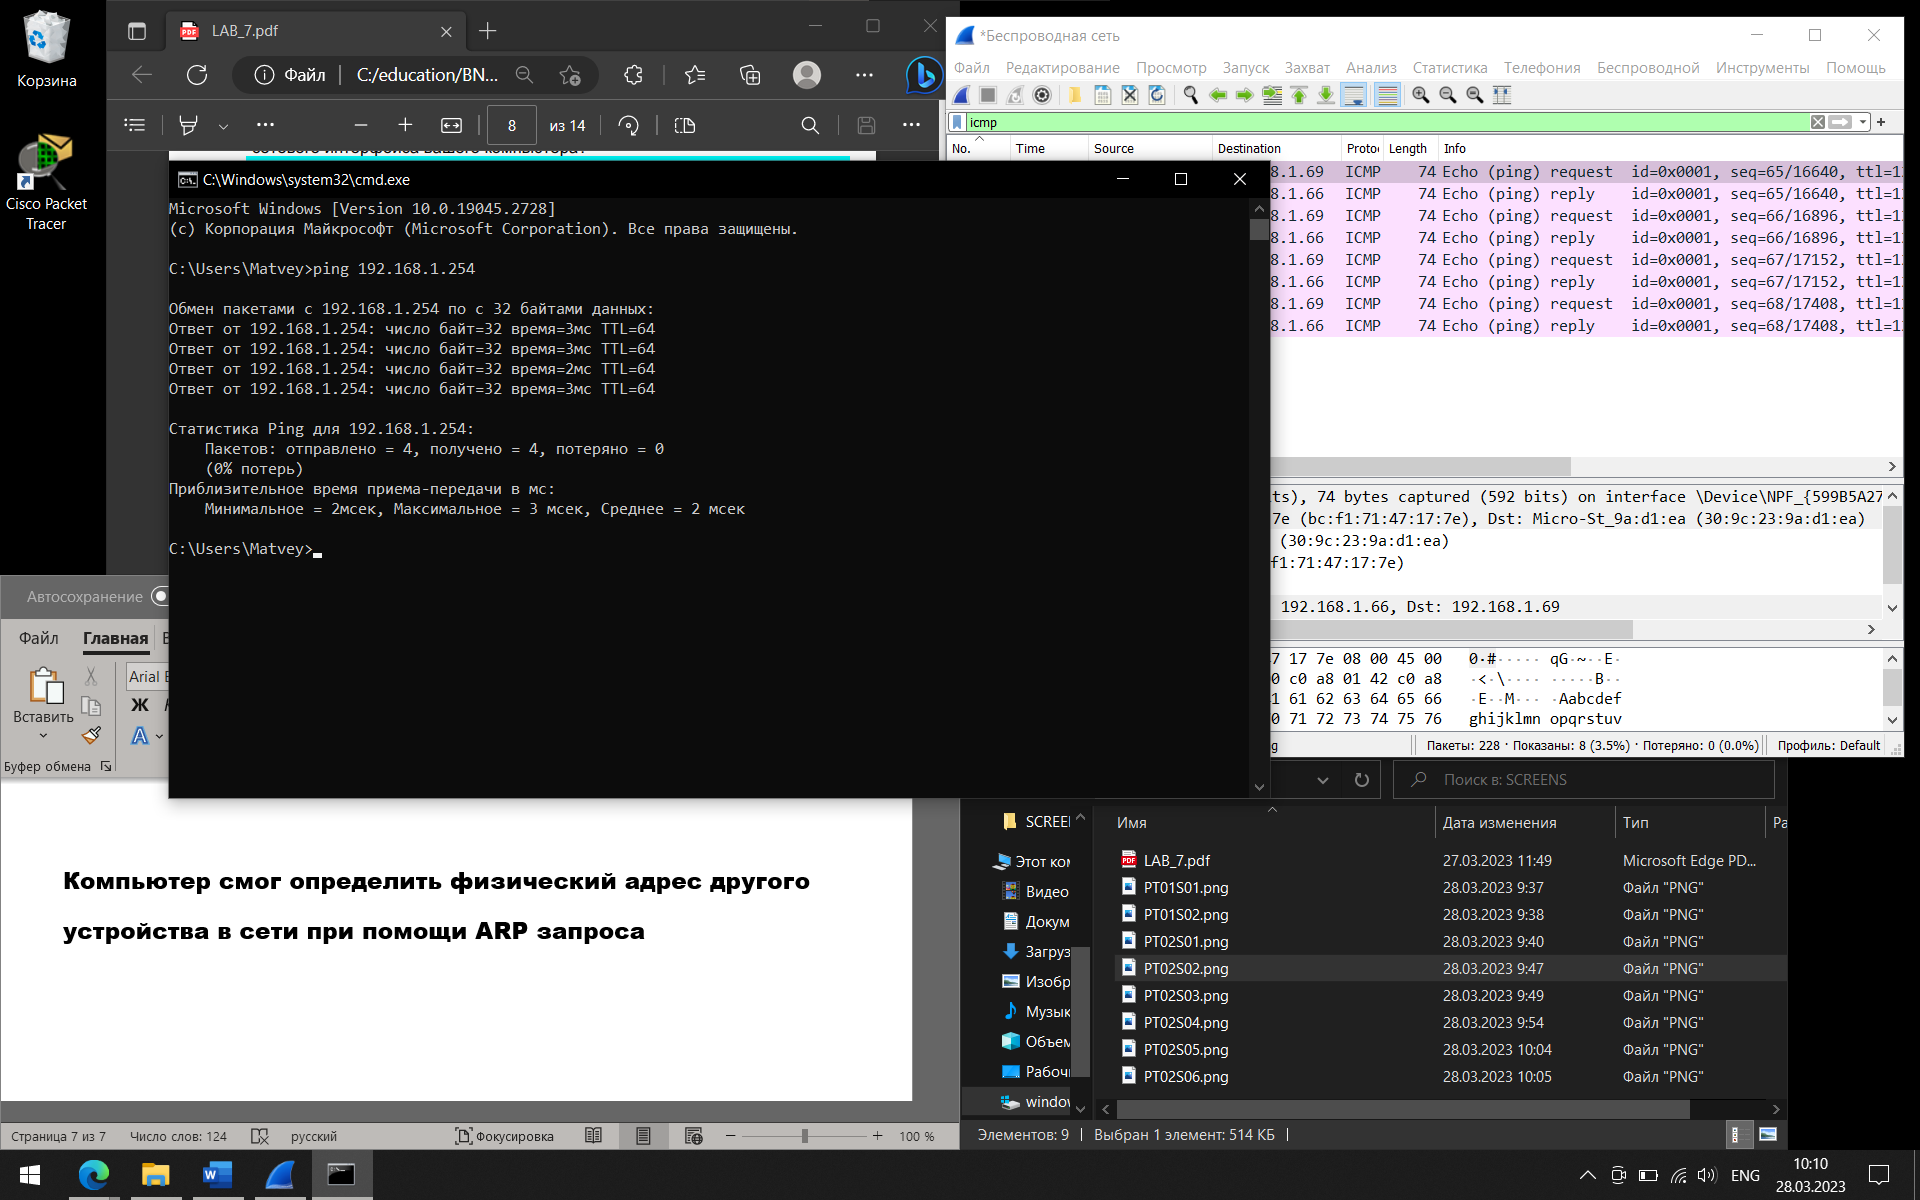 Корзина
Cisco Packet
Tracer
LAB_7.pdf
Файл
C:/education/BN...
8
из 14
*Беспроводная сеть
Файл Редактирование Просмотр Запуск Захват Анализ Статистика Телефония Беспроводной Инструменты Помощь
icmp
No. Time Source Destination Proto Length Info
8.1.69 ICMP 74 Echo (ping) request id=0x0001, seq=65/16640, ttl=1
8.1.66 ICMP 74 Echo (ping) reply id=0x0001, seq=65/16640, ttl=1
8.1.69 ICMP 74 Echo (ping) request id=0x0001, seq=66/16896, ttl=1
8.1.66 ICMP 74 Echo (ping) reply id=0x0001, seq=66/16896, ttl=1
8.1.69 ICMP 74 Echo (ping) request id=0x0001, seq=67/17152, ttl=1
8.1.66 ICMP 74 Echo (ping) reply id=0x0001, seq=67/17152, ttl=1
8.1.69 ICMP 74 Echo (ping) request id=0x0001, seq=68/17408, ttl=1
8.1.66 ICMP 74 Echo (ping) reply id=0x0001, seq=68/17408, ttl=1
ts), 74 bytes captured (592 bits) on interface \Device\NPF_{599B5A27
7e (bc:f1:71:47:17:7e), Dst: Micro-St_9a:d1:ea (30:9c:23:9a:d1:ea)
(30:9c:23:9a:d1:ea)
f1:71:47:17:7e)
192.168.1.66, Dst: 192.168.1.69
7 17 7e 08 00 45 00 0·#····· qG·~··E·
0 c0 a8 01 42 c0 a8 ·<·\···· ·····B··
1 61 62 63 64 65 66 ·E··M··· ·Aabcdef
0 71 72 73 74 75 76 ghijklmn opqrstuv
g
Пакеты: 228 · Показаны: 8 (3.5%) · Потеряно: 0 (0.0%)
Профиль: Default
C:\Windows\system32\cmd.exe
Microsoft Windows [Version 10.0.19045.2728]
(c) Корпорация Майкрософт (Microsoft Corporation). Все права защищены.
C:\Users\Matvey>ping 192.168.1.254
Обмен пакетами с 192.168.1.254 по с 32 байтами данных:
Ответ от 192.168.1.254: число байт=32 время=3мс TTL=64
Ответ от 192.168.1.254: число байт=32 время=3мс TTL=64
Ответ от 192.168.1.254: число байт=32 время=2мс TTL=64
Ответ от 192.168.1.254: число байт=32 время=3мс TTL=64
Статистика Ping для 192.168.1.254:
Пакетов: отправлено = 4, получено = 4, потеряно = 0
(0% потерь)
Приблизительное время приема-передачи в мс:
Минимальное = 2мсек, Максимальное = 3 мсек, Среднее = 2 мсек
C:\Users\Matvey>
Автосохранение
Файл Главная
Arial
Вставить
Ж
Буфер обмена
Компьютер смог определить физический адрес другого
устройства в сети при помощи ARP запроса
Страница 7 из 7
Число слов: 124
русский
Фокусировка
100 %
Поиск в: SCREENS
SCREE
Этот ком
Видео
Докум
Загруз
Изобр
Музык
Объем
Рабоч
window
Имя Дата изменения Тип Ра
LAB_7.pdf 27.03.2023 11:49 Microsoft Edge PD...
PT01S01.png 28.03.2023 9:37 Файл "PNG"
PT01S02.png 28.03.2023 9:38 Файл "PNG"
PT02S01.png 28.03.2023 9:40 Файл "PNG"
PT02S02.png 28.03.2023 9:47 Файл "PNG"
PT02S03.png 28.03.2023 9:49 Файл "PNG"
PT02S04.png 28.03.2023 9:54 Файл "PNG"
PT02S05.png 28.03.2023 10:04 Файл "PNG"
PT02S06.png 28.03.2023 10:05 Файл "PNG"
Элементов: 9
Выбран 1 элемент: 514 КБ
ENG
10:10
28.03.2023